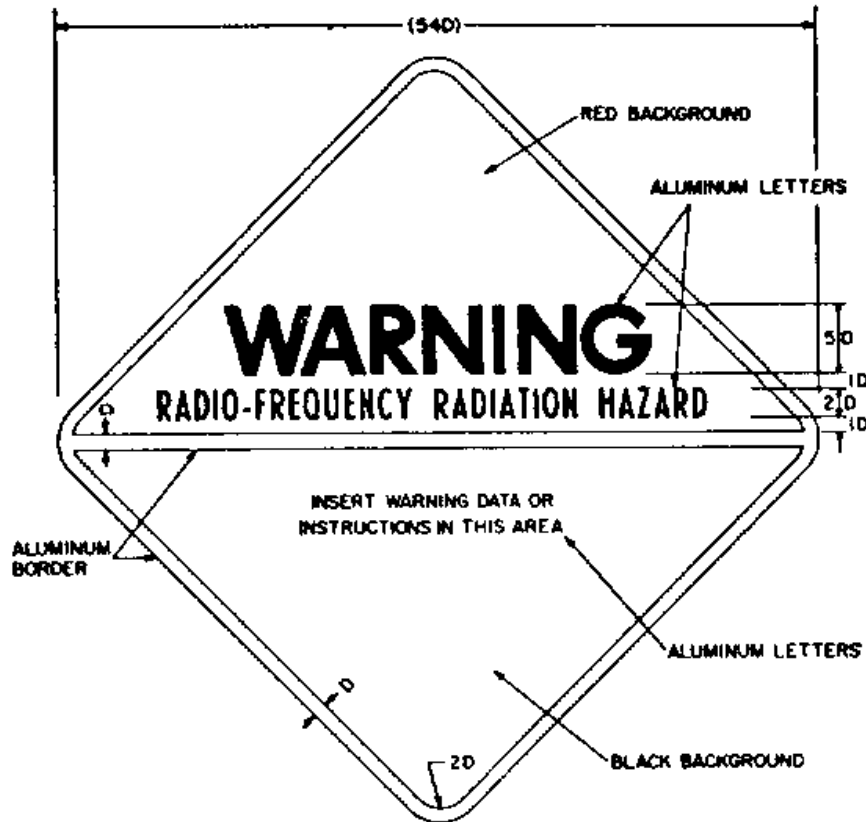 (54D)
RED BACKGROUND
ALUMINUM LETTERS
WARNING
5D
1D
RADIO-FREQUENCY RADIATION HAZARD
2D
D
1D
INSERT WARNING DATA OR
INSTRUCTIONS IN THIS AREA
ALUMINUM
BORDER
ALUMINUM LETTERS
D
2D
BLACK BACKGROUND